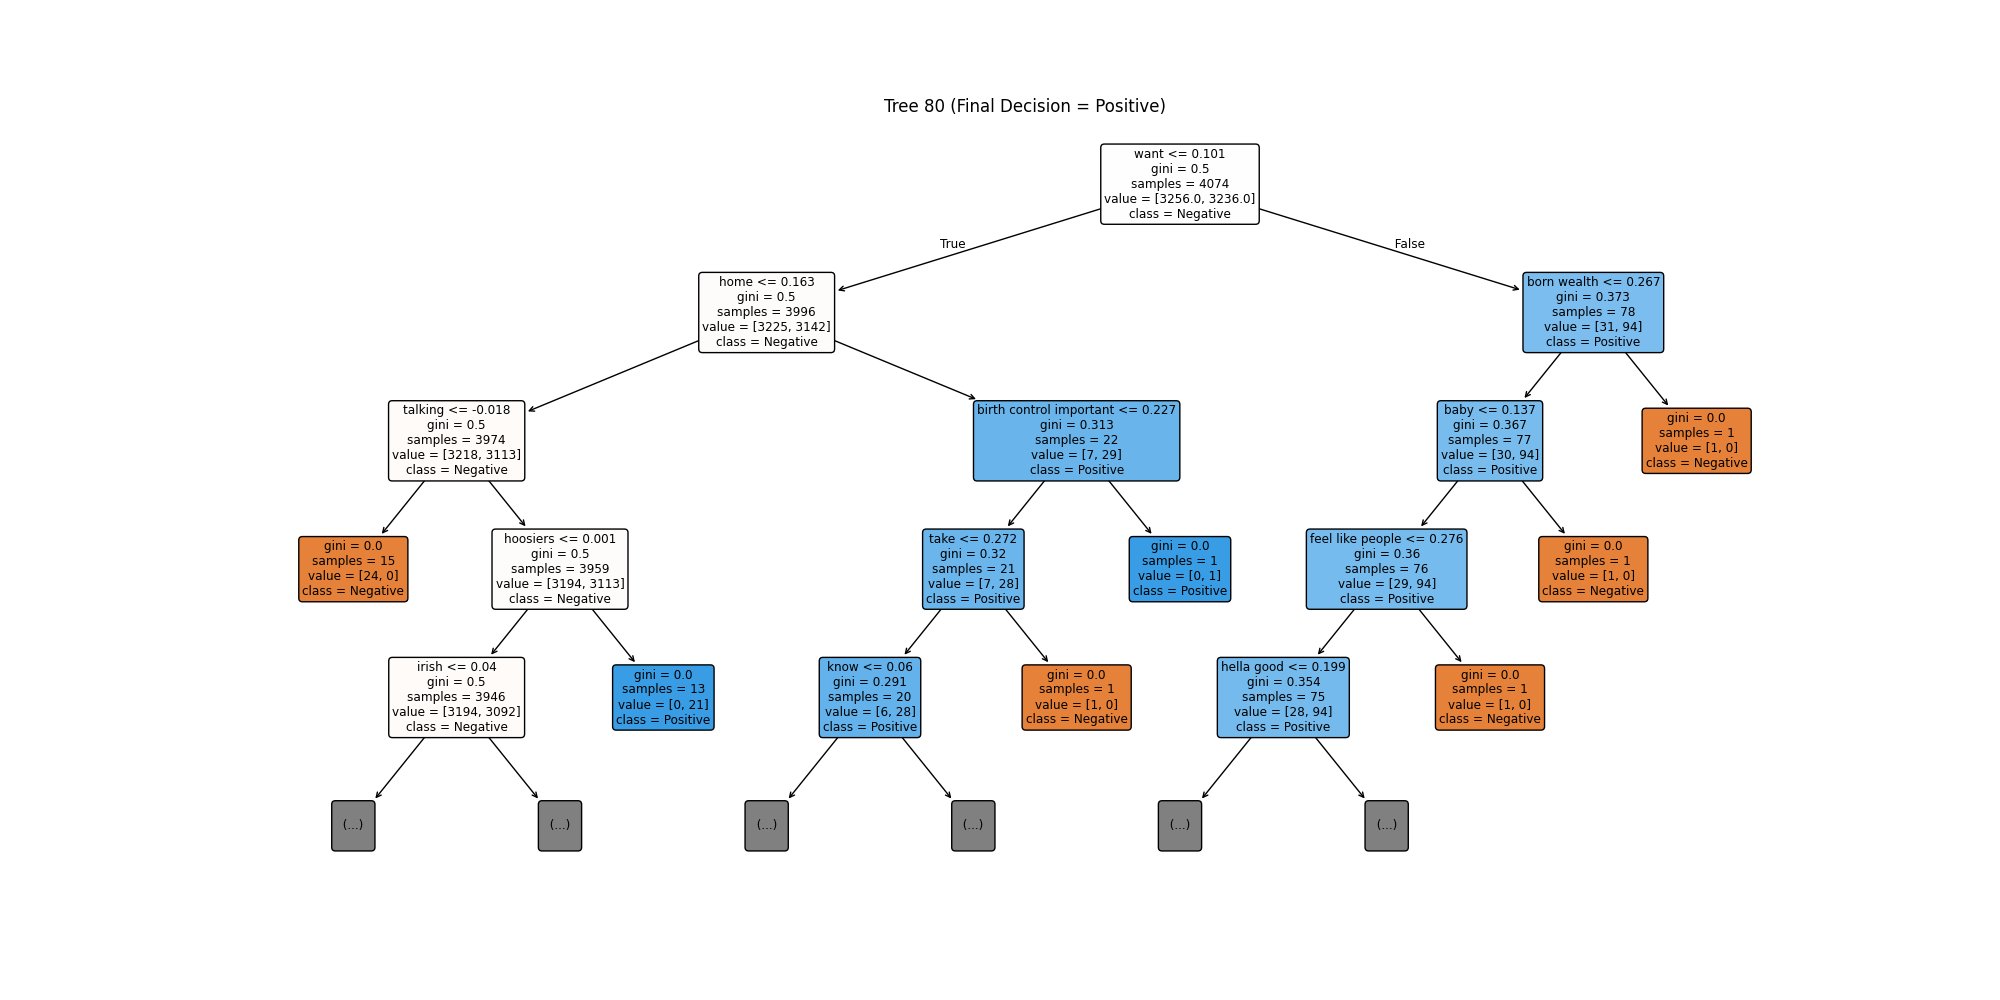 Tree 80 (Final Decision = Positive)
want <= 0.101
gini = 0.5
samples = 4074
value = [3256.0, 3236.0]
class = Negative
True
False
home <= 0.163
gini = 0.5
samples = 3996
value = [3225, 3142]
class = Negative
born wealth <= 0.267
gini = 0.373
samples = 78
value = [31, 94]
class = Positive
talking <= -0.018
gini = 0.5
samples = 3974
value = [3218, 3113]
class = Negative
birth control important <= 0.227
gini = 0.313
samples = 22
value = [7, 29]
class = Positive
baby <= 0.137
gini = 0.367
samples = 77
value = [30, 94]
class = Positive
gini = 0.0
samples = 1
value = [1, 0]
class = Negative
gini = 0.0
samples = 15
value = [24, 0]
class = Negative
hoosiers <= 0.001
gini = 0.5
samples = 3959
value = [3194, 3113]
class = Negative
take <= 0.272
gini = 0.32
samples = 21
value = [7, 28]
class = Positive
gini = 0.0
samples = 1
value = [0, 1]
class = Positive
feel like people <= 0.276
gini = 0.36
samples = 76
value = [29, 94]
class = Positive
gini = 0.0
samples = 1
value = [1, 0]
class = Negative
irish <= 0.04
gini = 0.5
samples = 3946
value = [3194, 3092]
class = Negative
gini = 0.0
samples = 13
value = [0, 21]
class = Positive
know <= 0.06
gini = 0.291
samples = 20
value = [6, 28]
class = Positive
gini = 0.0
samples = 1
value = [1, 0]
class = Negative
hella good <= 0.199
gini = 0.354
samples = 75
value = [28, 94]
class = Positive
gini = 0.0
samples = 1
value = [1, 0]
class = Negative
(...)
(...)
(...)
(...)
(...)
(...)